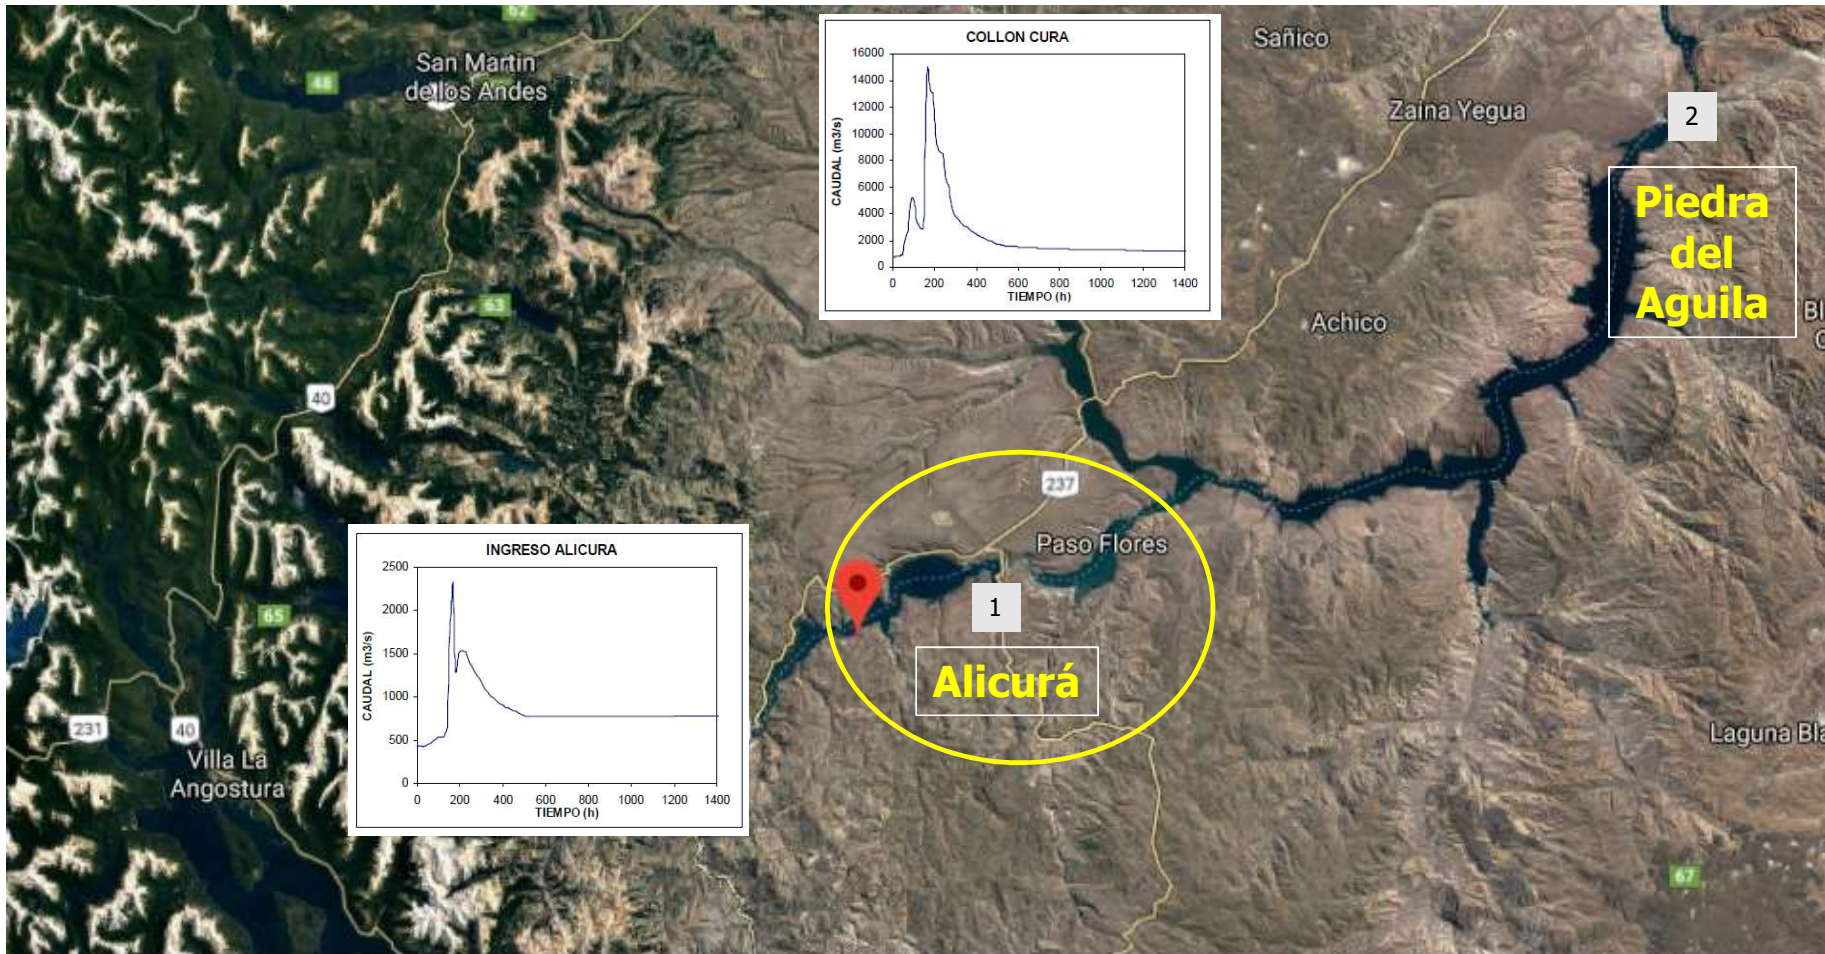 62
San Martin
de los Andes
48
COLLON CURA
CAUDAL (m3/s)
16000
14000
12000
10000
8000
6000
4000
2000
0
0 200 400 600 800 1000 1200 1400
TIEMPO (h)
Sañico
Zaina Yegua
2
Piedra
del
Aguila
63
Achico
40
237
Paso Flores
INGRESO ALICURA
CAUDAL (m3/s)
2500
2000
1500
1000
500
0
0 200 400 600 800 1000 1200 1400
TIEMPO (h)
1
Alicurá
65
231
40
Villa La
Angostura
Laguna Bla
67